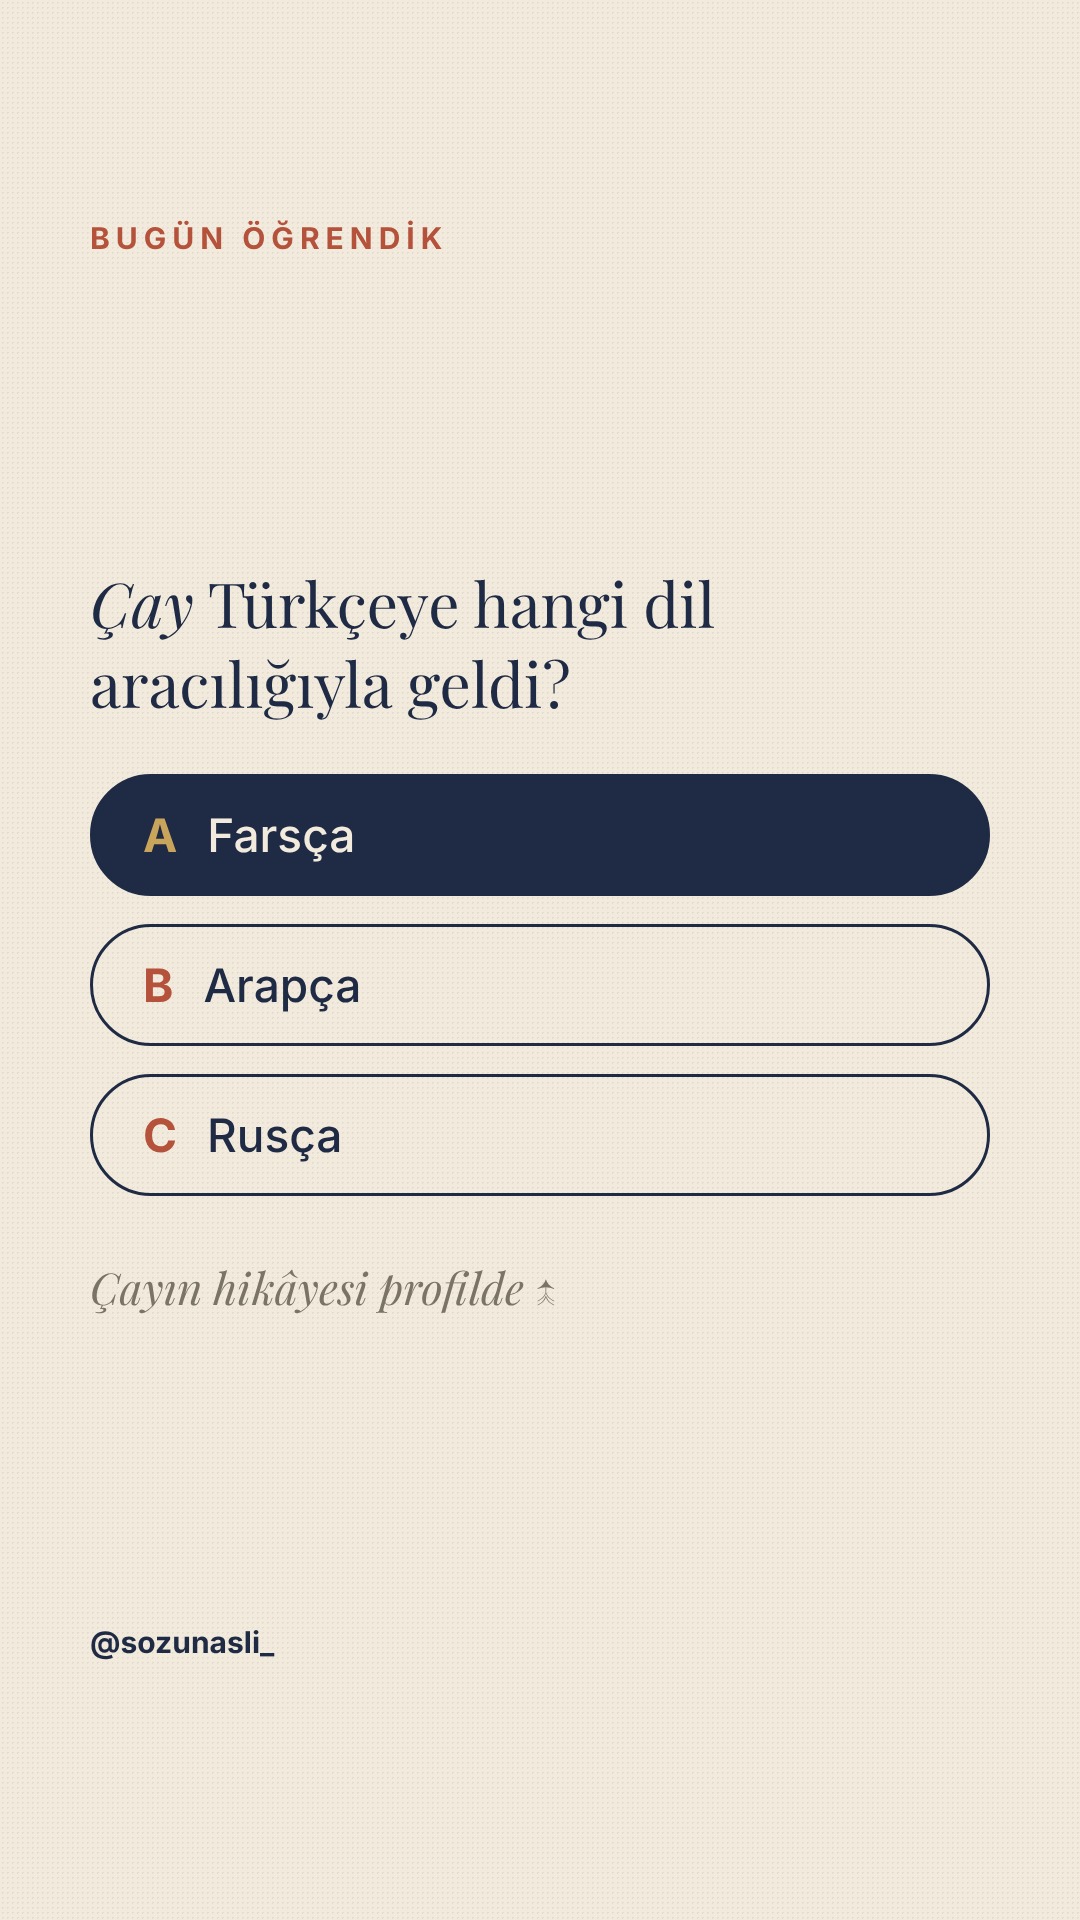 BUGÜN ÖĞRENDİK
Çay Türkçeye hangi dil
aracılığıyla geldi?
A Farsça
B Arapça
C Rusça
Çayın hikâyesi profilde
@sozunasli_